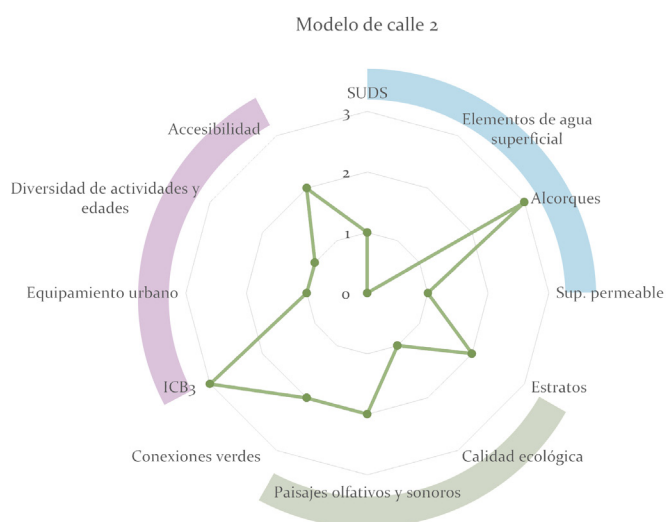 Modelo de calle 2
SUDS
3
Elementos de agua
superficial
Accesibilidad
2
Diversidad de actividades y
edades
Alcorques
1
Equipamiento urbano
0
Sup. permeable
ICB3
Estratos
Conexiones verdes
Calidad ecológica
Paisajes olfativos y sonoros